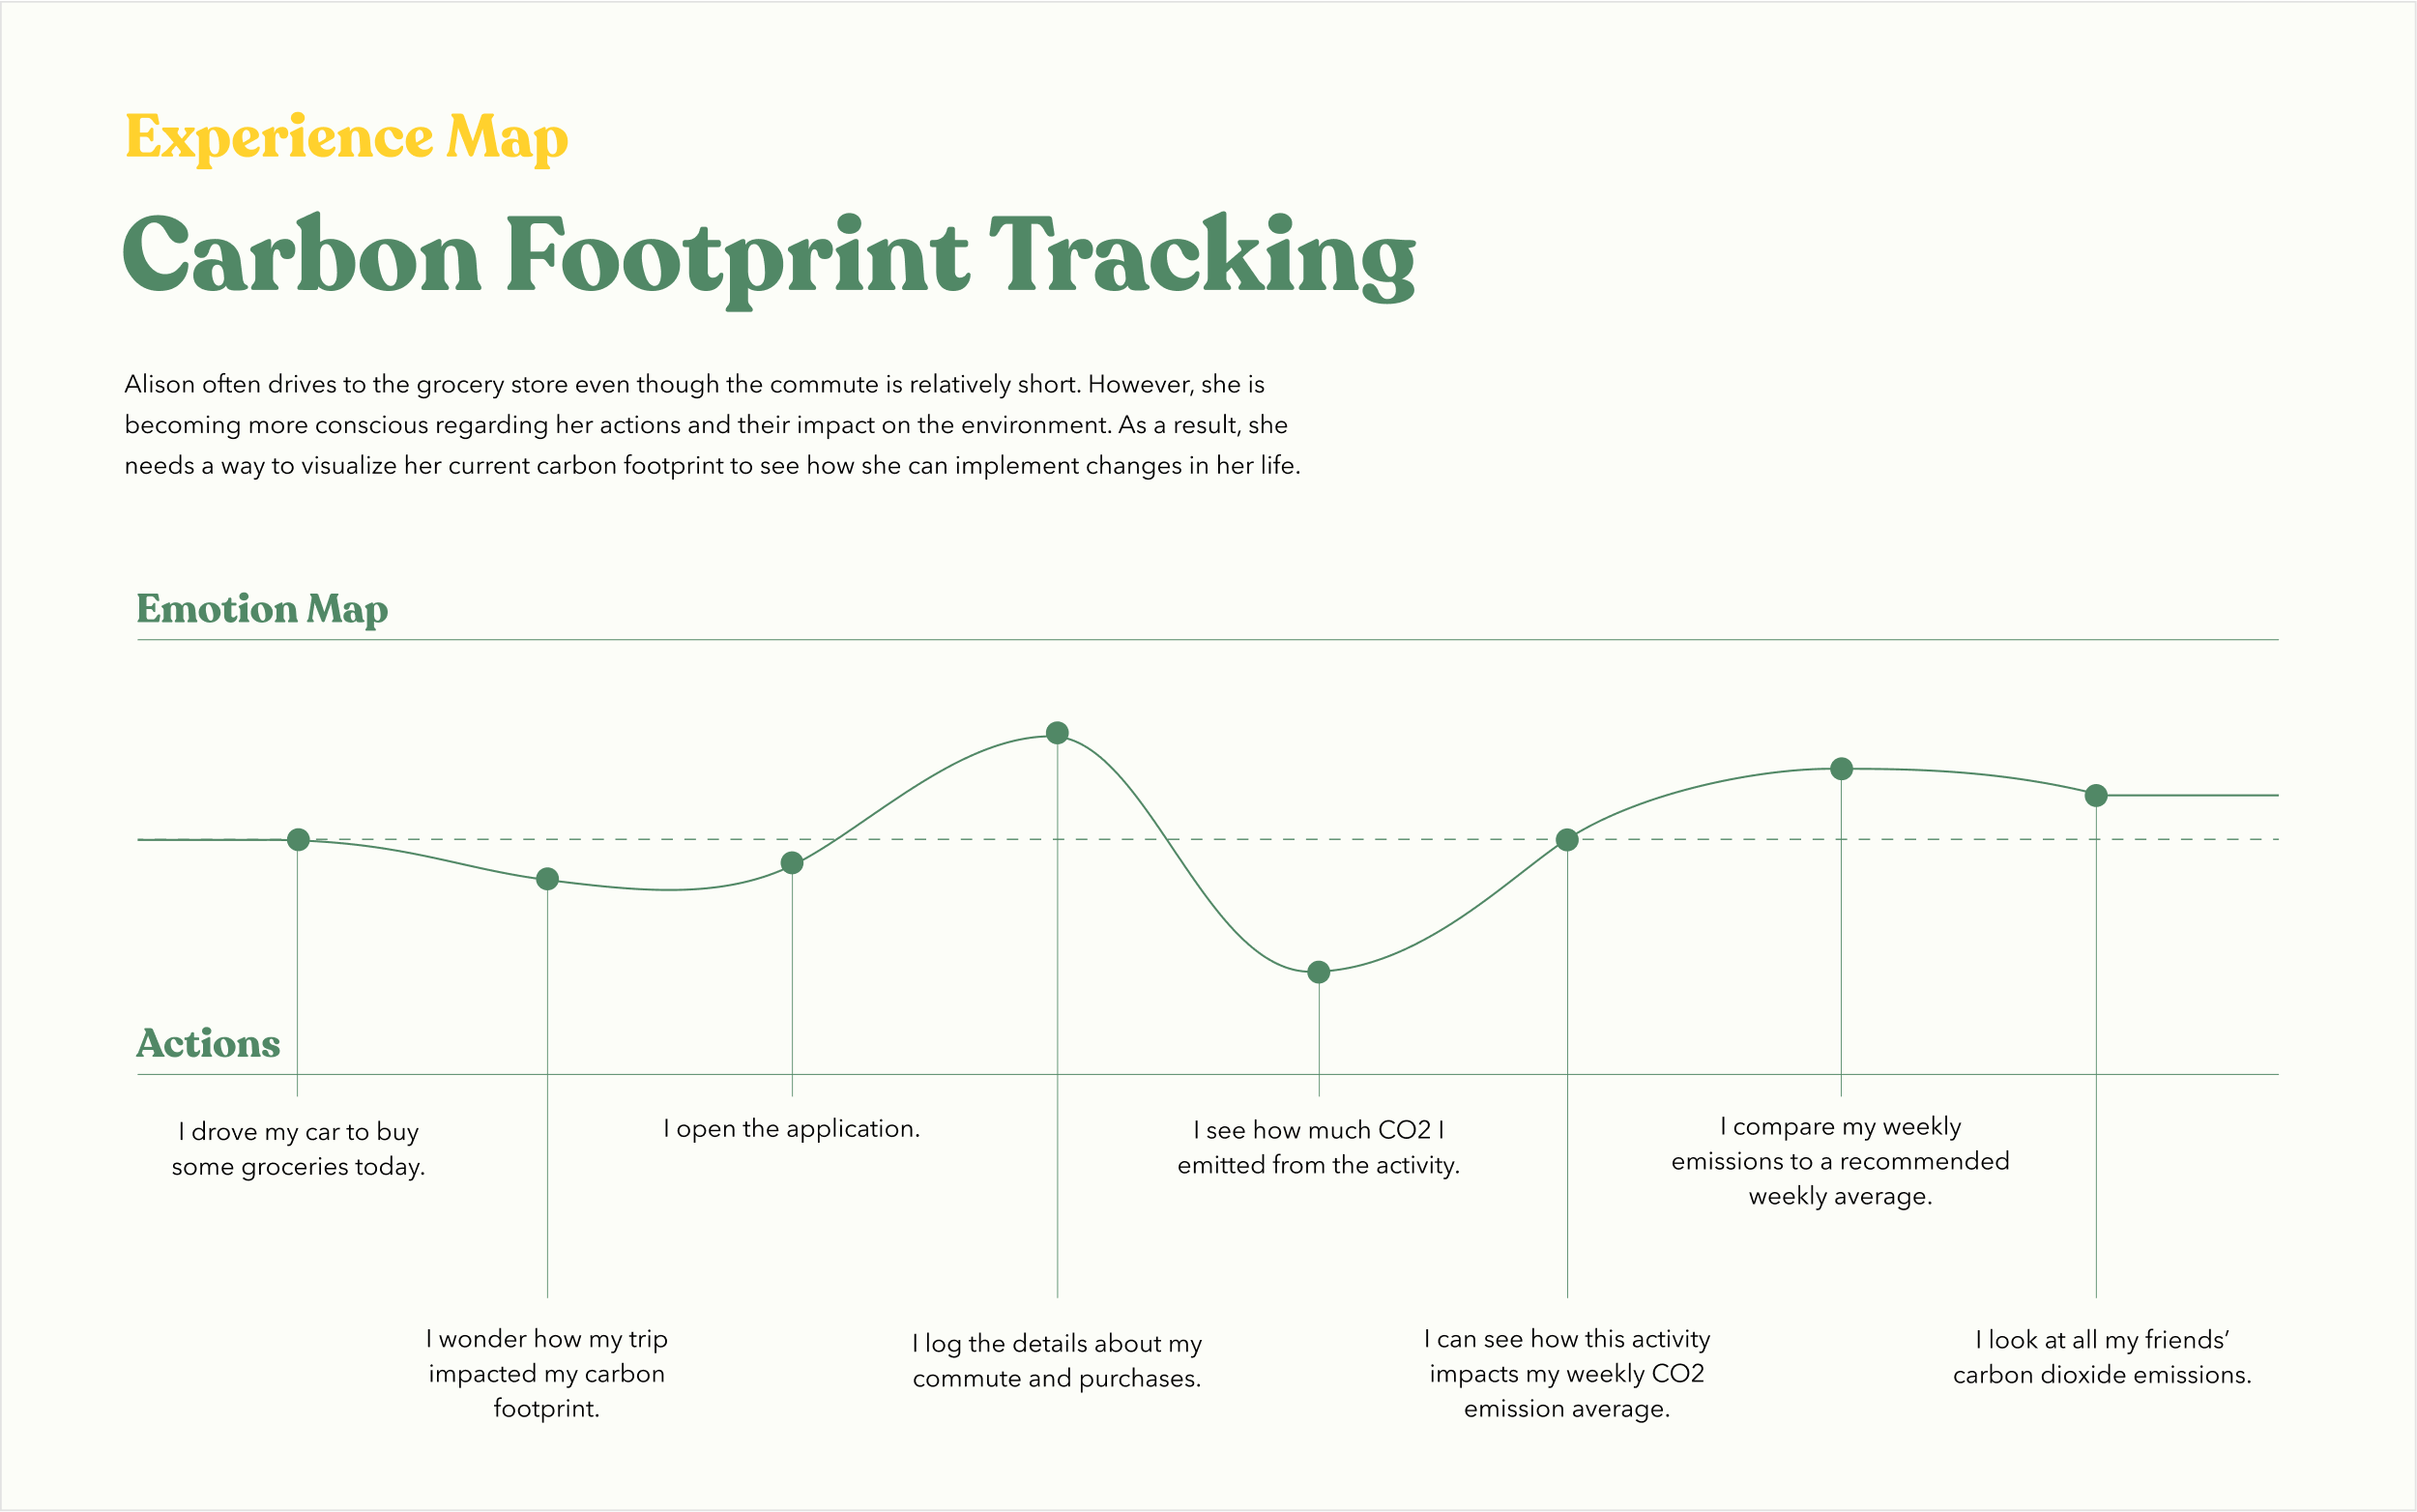 Experience Map
Carbon Footprint Tracking
Alison often drives to the grocery store even though the commute is relatively short. However, she is
becoming more conscious regarding her actions and their impact on the environment. As a result, she
needs a way to visualize her current carbon footprint to see how she can implement changes in her life.
Emotion Map
Actions
I drove my car to buy
some groceries today.
I wonder how my trip
impacted my carbon
footprint.
I open the application.
I log the details about my
commute and purchases.
I see how much CO2 I
emitted from the activity.
I can see how this activity
impacts my weekly CO2
emission average.
I compare my weekly
emissions to a recommended
weekly average.
I look at all my friends’
carbon dioxide emissions.